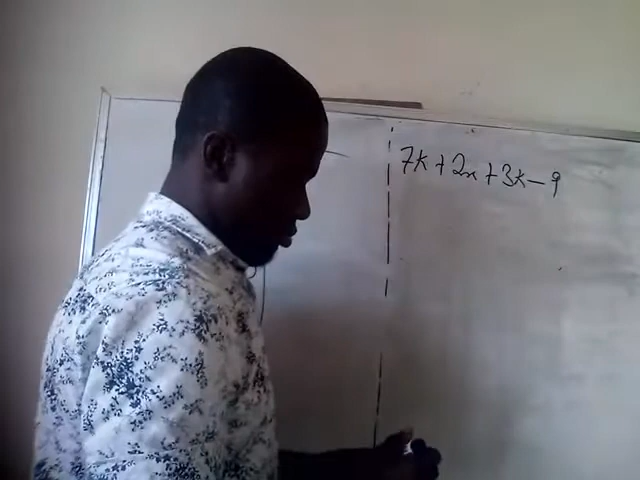 7k + 2x + 3k - 9